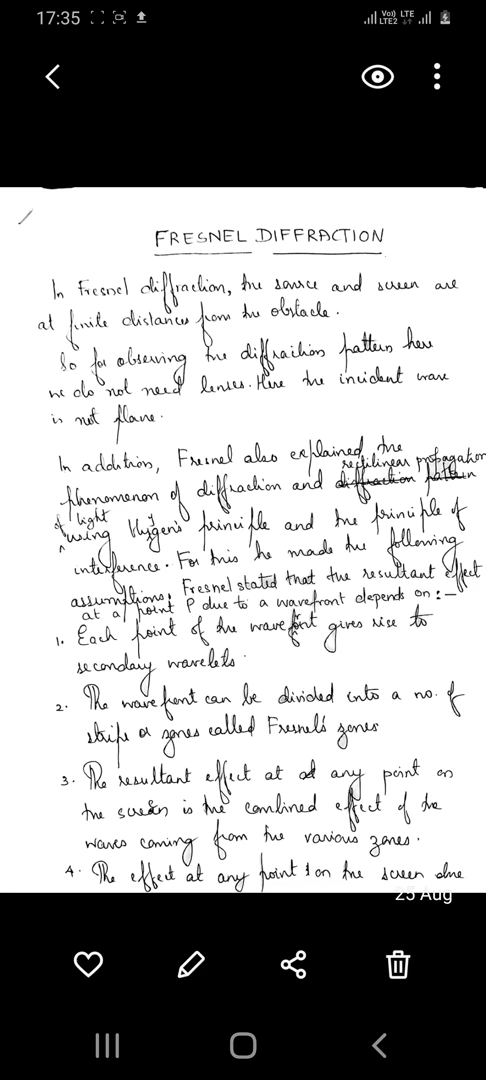 17:35
Vo) LTE
LTE2
FRESNEL DIFFRACTION
In Fresnel diffraction, the source and screen are
at finite distances from the obstacle.
So for observing the diffraction pattern here
we do not need lenses. Here the incident wave
is not plane.
In addition, Fresnel also explained the
rectilinear propagation
phenomenon of diffraction and diffraction pattern
of light
using Hygen's principle and the principle of
interference. For this he made the following
assumptions: Fresnel stated that the resultant effect
at a point P due to a wavefront depends on :-
1. Each point of the wavefront gives rise to
secondary wavelets.
2. The wavefront can be divided into a no. of
strips or zones called Fresnel's zones
3. The resultant effect at any point on
the screen is the combined effect of the
waves coming from the various zones.
4. The effect at any point on the screen due
25 Aug